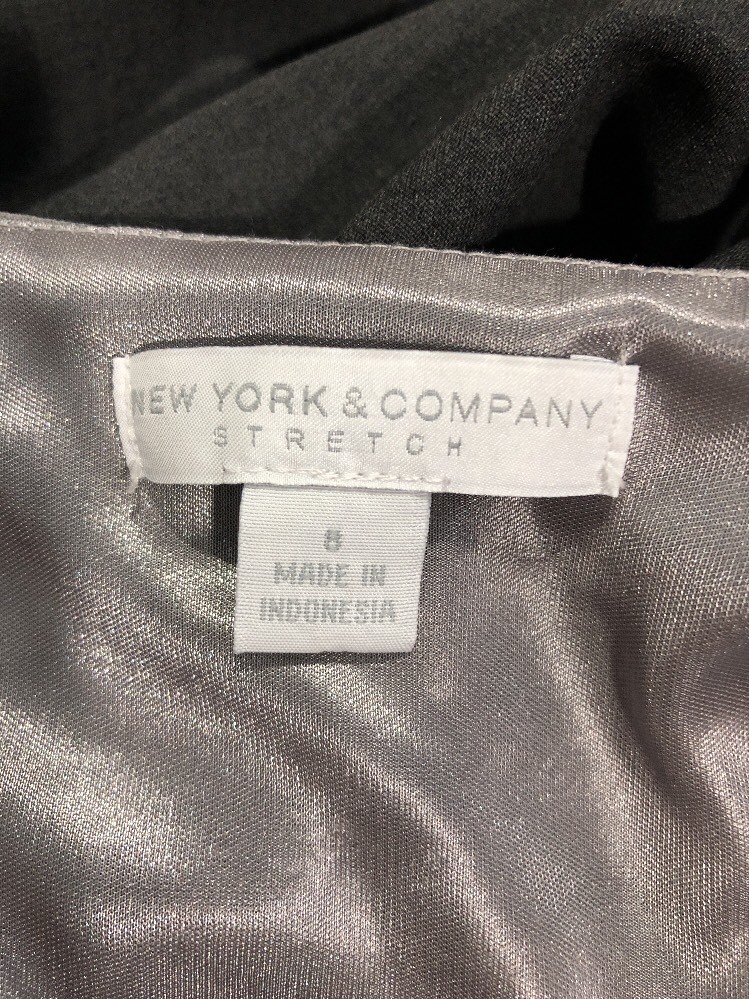 NEW YORK & COMPANY
STRETCH
8
MADE IN
INDONESIA